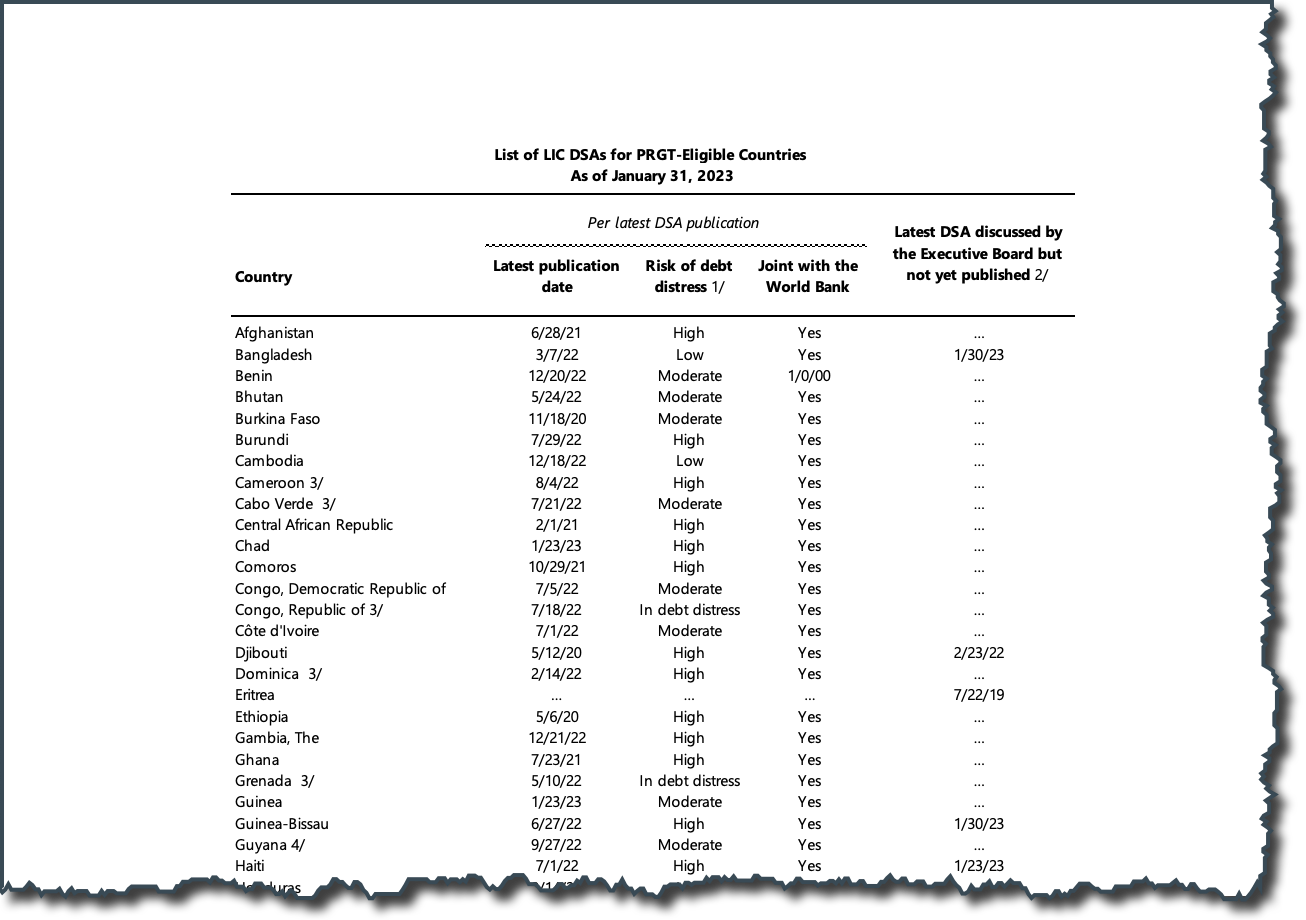 List of LIC DSAs for PRGT-Eligible Countries
As of January 31, 2023
Per latest DSA publication
Country
Latest publication date
Risk of debt distress 1/
Joint with the World Bank
Latest DSA discussed by the Executive Board but not yet published 2/
Afghanistan 6/28/21 High Yes ...
Bangladesh 3/7/22 Low Yes 1/30/23
Benin 12/20/22 Moderate 1/0/00 ...
Bhutan 5/24/22 Moderate Yes ...
Burkina Faso 11/18/20 Moderate Yes ...
Burundi 7/29/22 High Yes ...
Cambodia 12/18/22 Low Yes ...
Cameroon 3/ 8/4/22 High Yes ...
Cabo Verde 3/ 7/21/22 Moderate Yes ...
Central African Republic 2/1/21 High Yes ...
Chad 1/23/23 High Yes ...
Comoros 10/29/21 High Yes ...
Congo, Democratic Republic of 7/5/22 Moderate Yes ...
Congo, Republic of 3/ 7/18/22 In debt distress Yes ...
Côte d'Ivoire 7/1/22 Moderate Yes ...
Djibouti 5/12/20 High Yes 2/23/22
Dominica 3/ 2/14/22 High Yes ...
Eritrea ... ... ... 7/22/19
Ethiopia 5/6/20 High Yes ...
Gambia, The 12/21/22 High Yes ...
Ghana 7/23/21 High Yes ...
Grenada 3/ 5/10/22 In debt distress Yes ...
Guinea 1/23/23 Moderate Yes ...
Guinea-Bissau 6/27/22 High Yes 1/30/23
Guyana 4/ 9/27/22 Moderate Yes ...
Haiti 7/1/22 High Yes 1/23/23